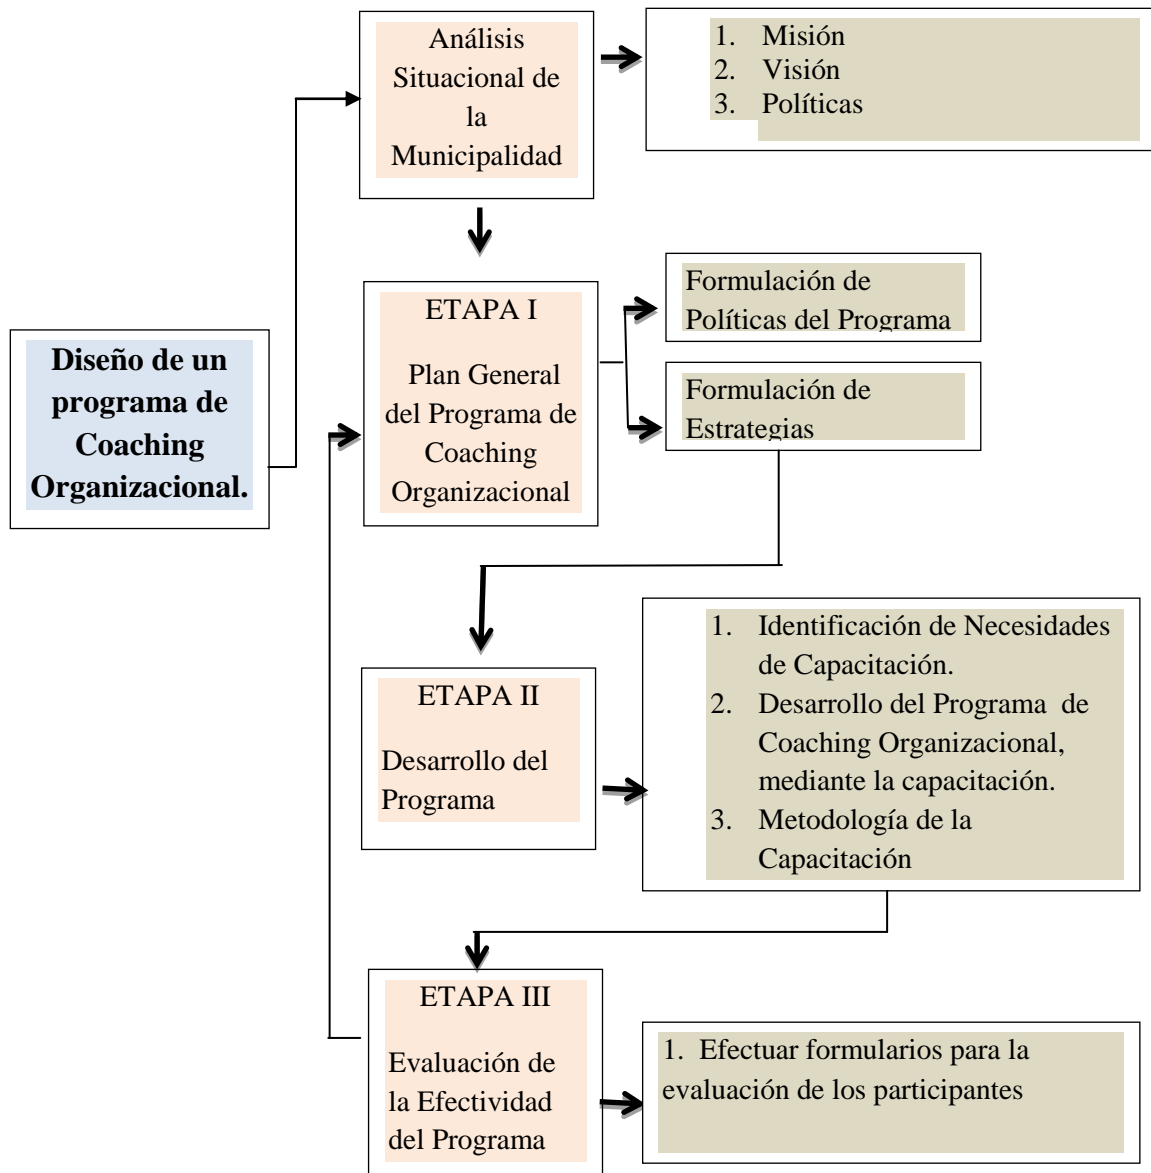 Análisis
Situacional de
la
Municipalidad
1. Misión
2. Visión
3. Políticas
Diseño de un
programa de
Coaching
Organizacional.
ETAPA I
Plan General
del Programa de
Coaching
Organizacional
Formulación de
Políticas del Programa
Formulación de
Estrategias
ETAPA II
Desarrollo del
Programa
1. Identificación de Necesidades
de Capacitación.
2. Desarrollo del Programa de
Coaching Organizacional,
mediante la capacitación.
3. Metodología de la
Capacitación
ETAPA III
Evaluación de
la Efectividad
del Programa
1. Efectuar formularios para la
evaluación de los participantes